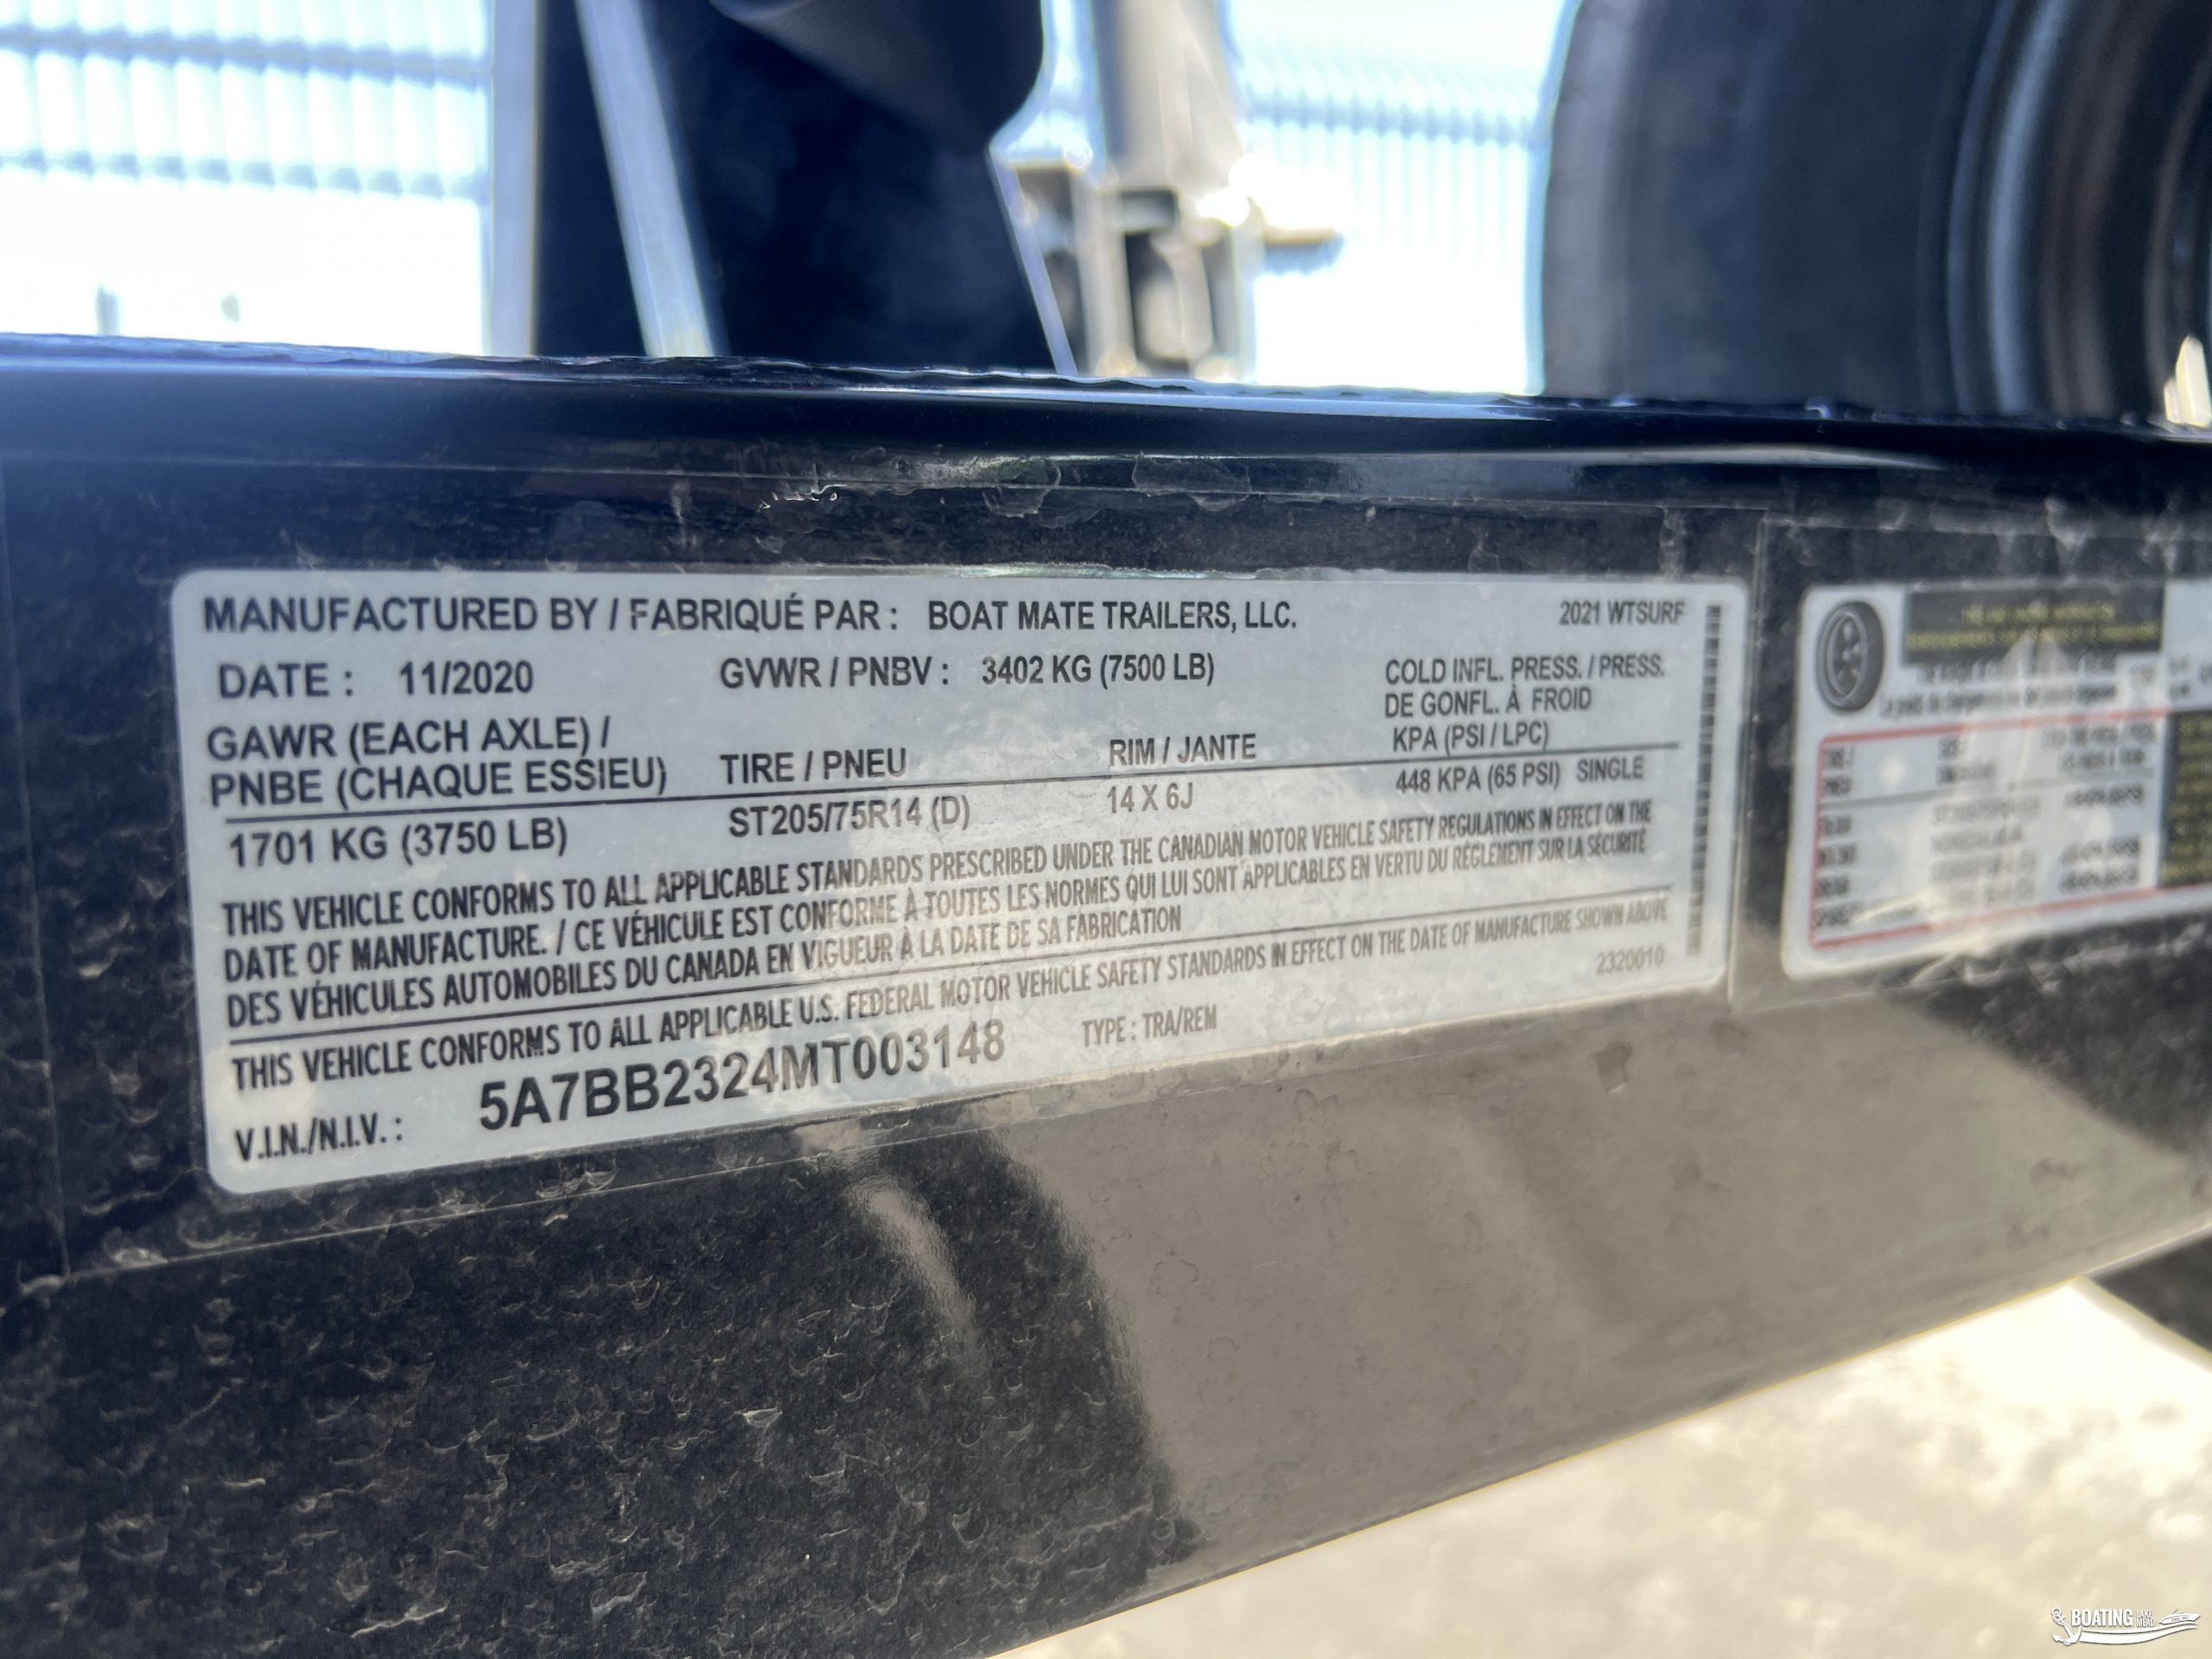 MANUFACTURED BY / FABRIQUÉ PAR : BOAT MATE TRAILERS, LLC. 2021 WTSURF
DATE : 11/2020 GVWR / PNBV : 3402 KG (7500 LB) COLD INFL. PRESS. / PRESS.
DE GONFL. À FROID
GAWR (EACH AXLE) / KPA (PSI / LPC)
PNBE (CHAQUE ESSIEU) TIRE / PNEU RIM / JANTE
1701 KG (3750 LB) ST205/75R14 (D) 14 X 6J 448 KPA (65 PSI) SINGLE
THIS VEHICLE CONFORMS TO ALL APPLICABLE STANDARDS PRESCRIBED UNDER THE CANADIAN MOTOR VEHICLE SAFETY REGULATIONS IN EFFECT ON THE
DATE OF MANUFACTURE. / CE VÉHICULE EST CONFORME À TOUTES LES NORMES QUI LUI SONT APPLICABLES EN VERTU DU RÉGLEMENT SUR LA SÉCURITÉ
DES VÉHICULES AUTOMOBILES DU CANADA EN VIGUEUR À LA DATE DE SA FABRICATION
THIS VEHICLE CONFORMS TO ALL APPLICABLE U.S. FEDERAL MOTOR VEHICLE SAFETY STANDARDS IN EFFECT ON THE DATE OF MANUFACTURE SHOWN ABOVE
V.I.N./N.I.V. : 5A7BB2324MT003148 TYPE : TRA/REM 2320010
BOATING LAKE MEAD